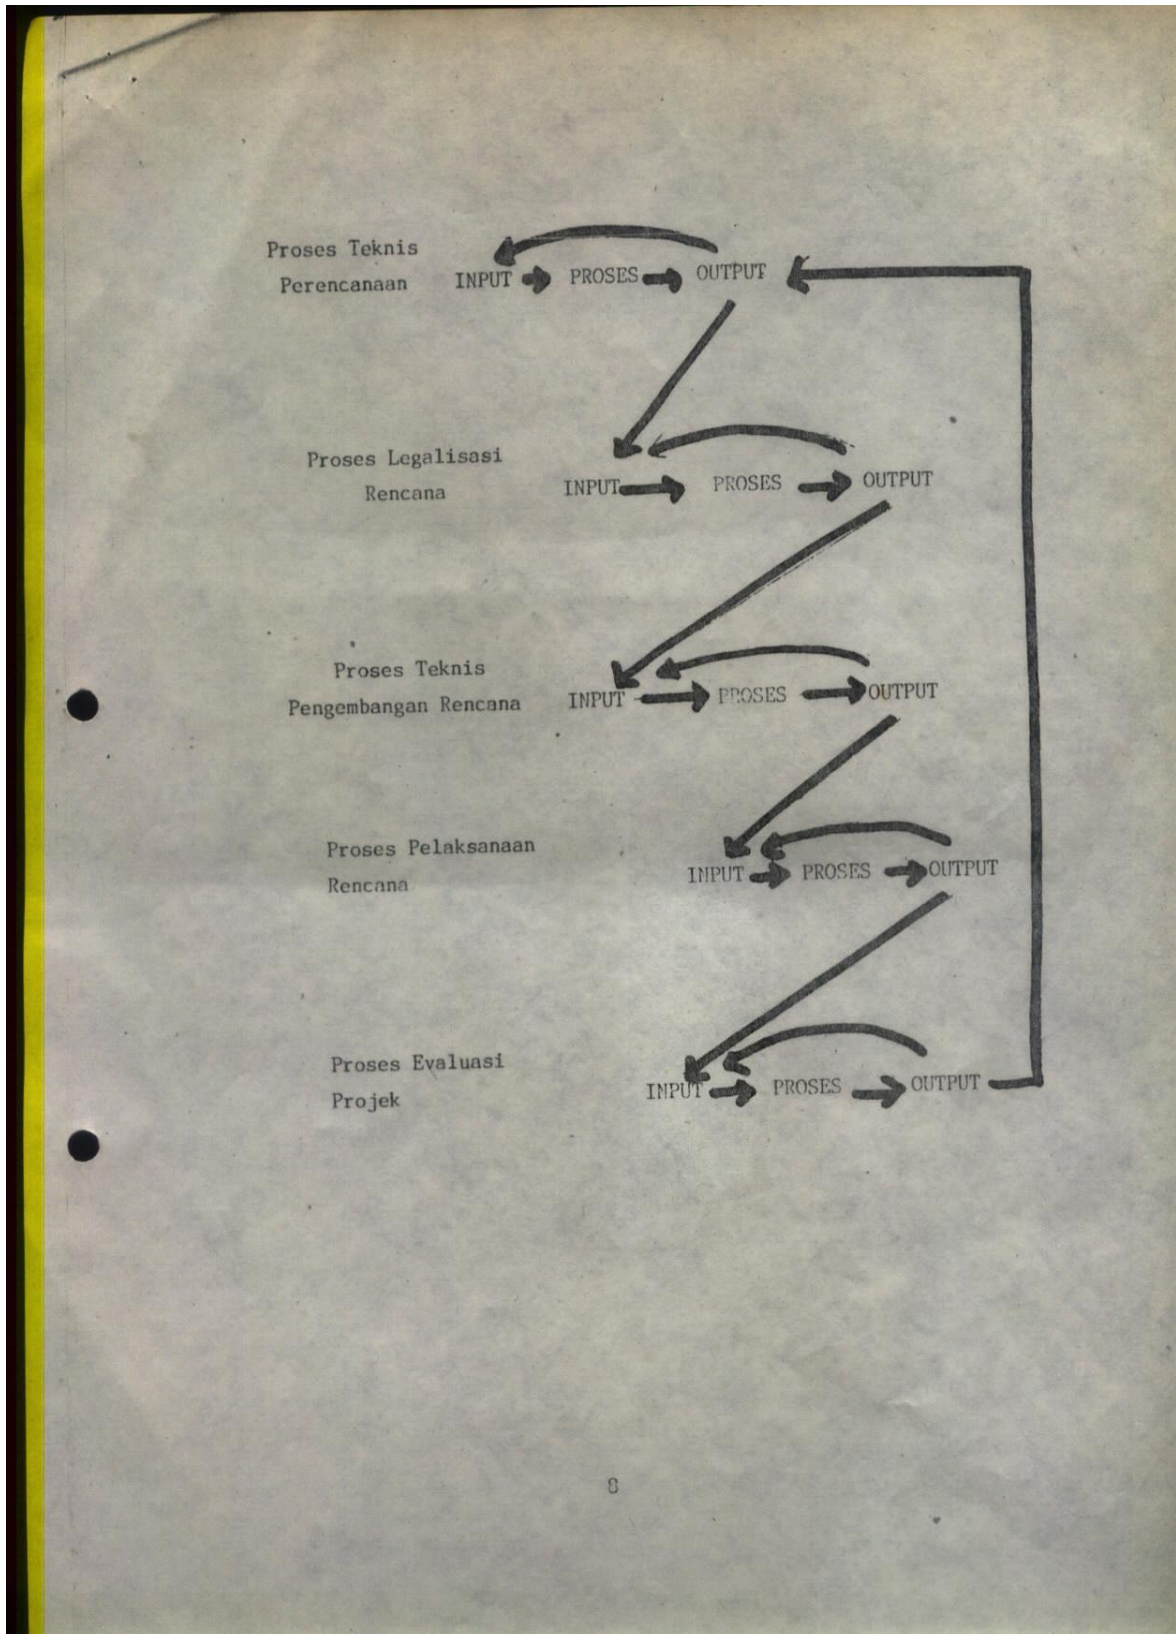 Proses Teknis
Perencanaan INPUT PROSES OUTPUT
Proses Legalisasi
Rencana INPUT PROSES OUTPUT
Proses Teknis
Pengembangan Rencana INPUT PROSES OUTPUT
Proses Pelaksanaan
Rencana INPUT PROSES OUTPUT
Proses Evaluasi
Projek INPUT PROSES OUTPUT
8